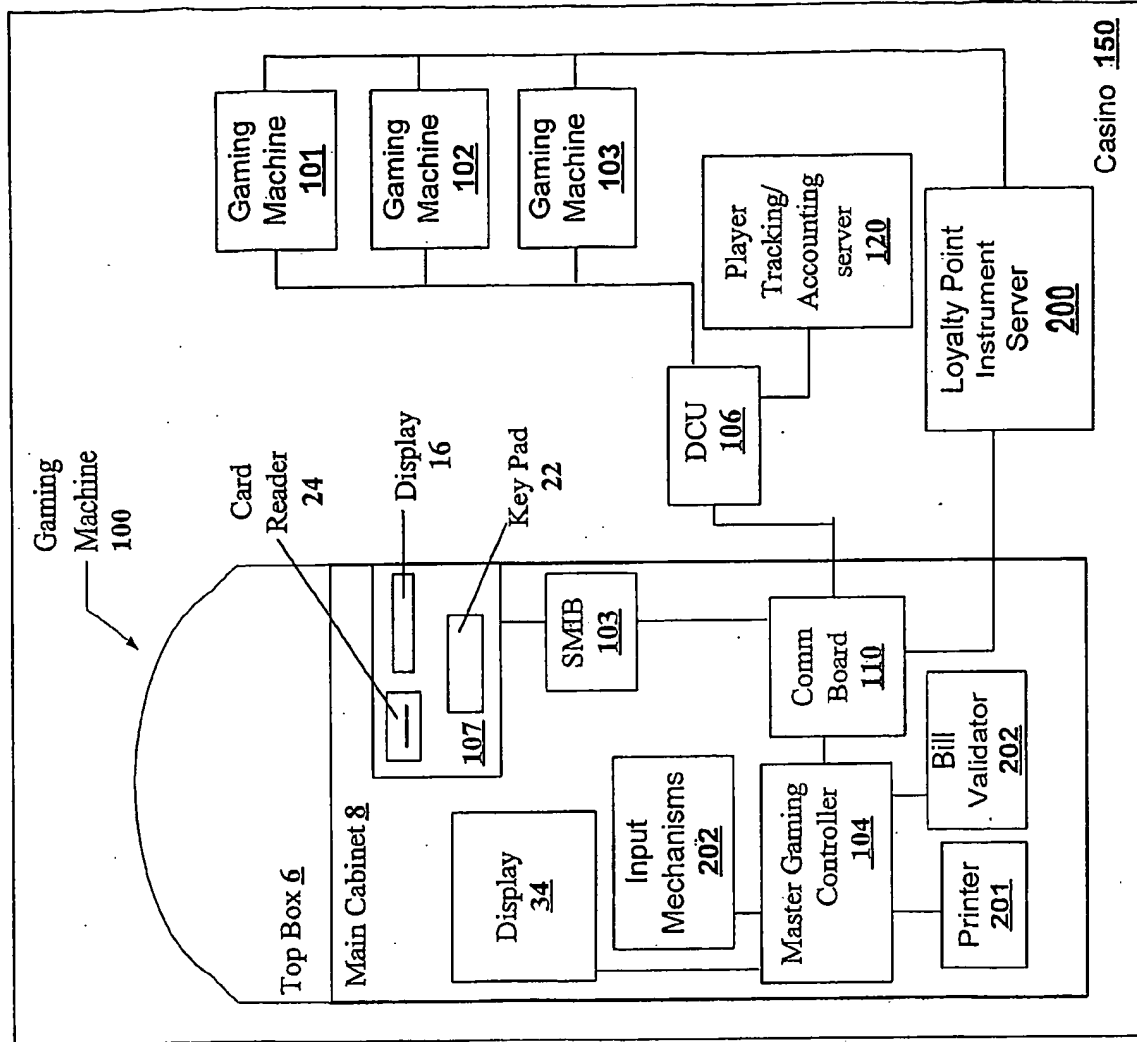 Gaming
Machine
100
Card
Reader
24
Display
16
Key Pad
22
Top Box 6
Main Cabinet 8
107
Display
34
SMIB
103
Input
Mechanisms
202
Master Gaming
Controller
104
Comm
Board
110
Printer
201
Bill
Validator
202
Gaming
Machine
101
Gaming
Machine
102
Gaming
Machine
103
DCU
106
Player
Tracking/
Accounting
server
120
Loyalty Point
Instrument
Server
200
Casino 150